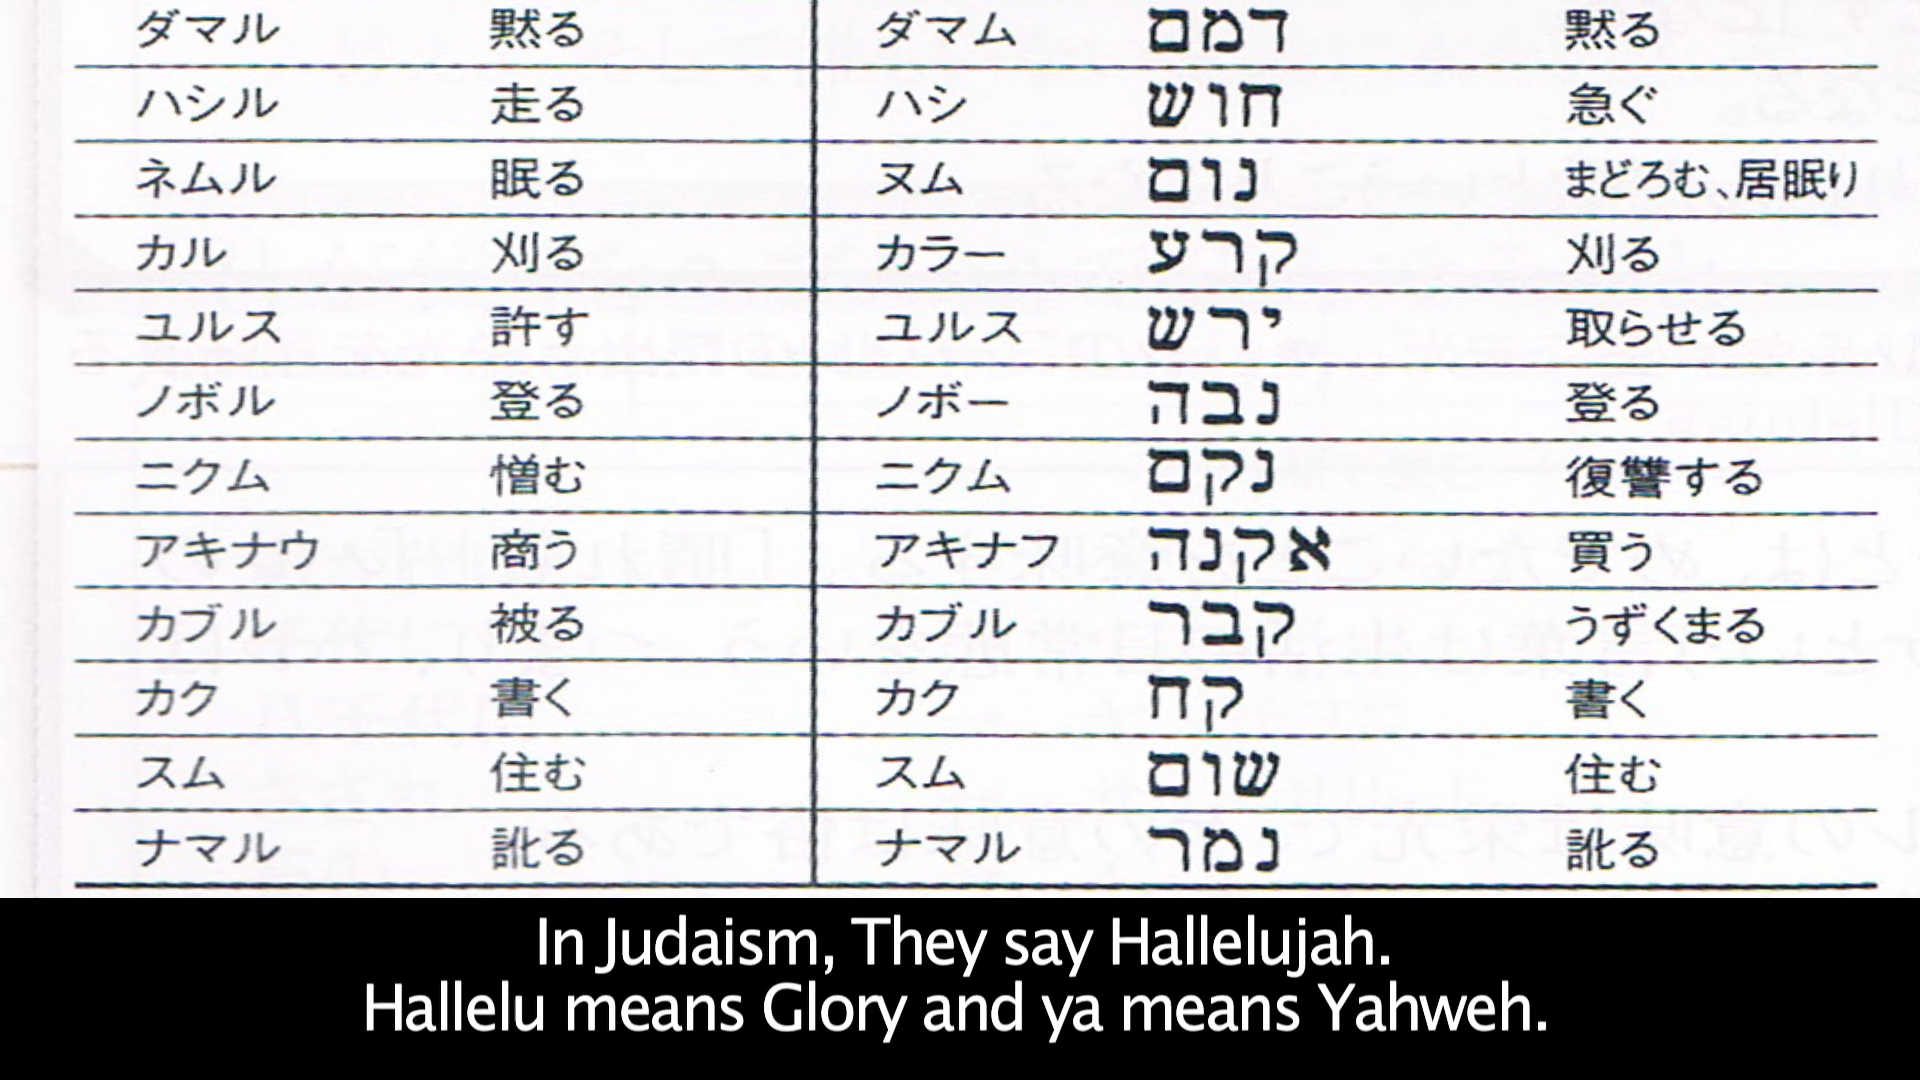 ダマル 黙る ダマム דמם 黙る
ハシル 走る ハシ חוש 急ぐ
ネムル 眠る ヌム נום まどろむ、居眠り
カル 刈る カラー קרע 刈る
ユルス 許す ユルス ירש 取らせる
ノボル 登る ノボー נבה 登る
ニクム 憎む ニクム נקם 復讐する
アキナウ 商う アキナフ אקנה 買う
カブル 被る カブル קבר うずくまる
カク 書く カク קח 書く
スム 住む スム שום 住む
ナマル 訛る ナマル נמר 訛る
In Judaism, They say Hallelujah.
Hallelu means Glory and ya means Yahweh.